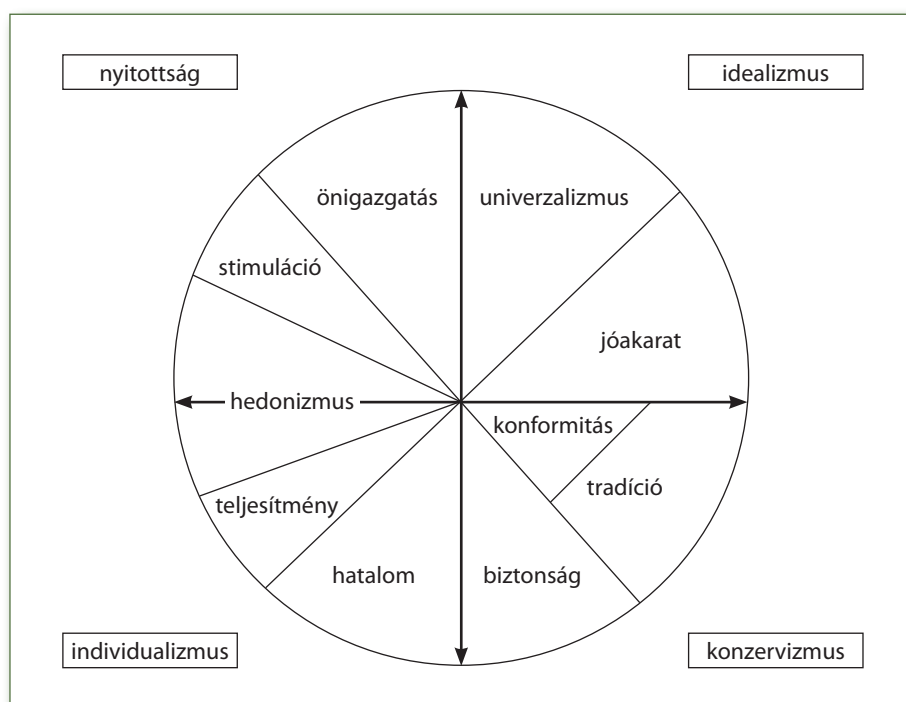 nyitottság
idealizmus
önigazgatás
univerzalizmus
stimuláció
jóakarat
hedonizmus
konformitás
tradíció
teljesítmény
hatalom
biztonság
individualizmus
konzervizmus